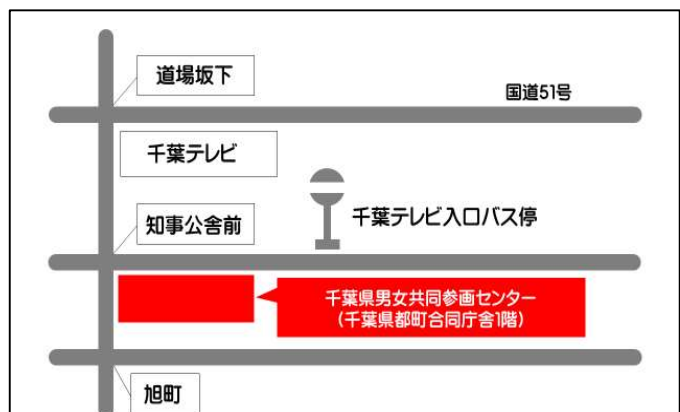 道場坂下
国道51号
千葉テレビ
千葉テレビ入口バス停
知事公舎前
千葉県男女共同参画センター
(千葉県都町合同庁舎1階)
旭町